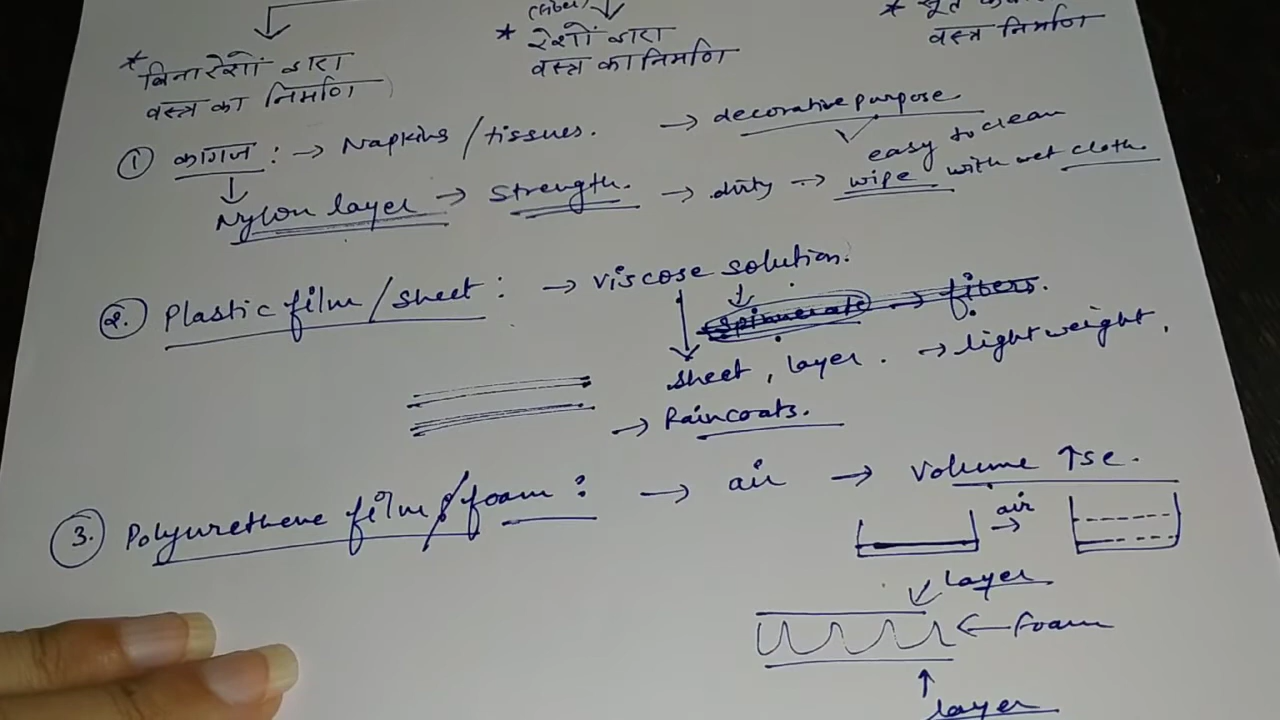 (Fiber)
* बिना रेशों द्वारा
वस्त्र का निर्माण
* रेशों द्वारा
वस्त्र का निर्माण
*
वस्त्र निर्माण
① कागज : → Napkins / tissues. → decorative purpose
↓ Nylon layer → Strength. → dirty → wipe with wet cloth.
easy to clean
②. Plastic film / sheet : → viscose solution.
spinnerate → fibers.
sheet, layer. → light weight,
→ Raincoats.
③. Polyurethene film / foam : → air → Volume ↑se.
air →
layer
← foam
layer